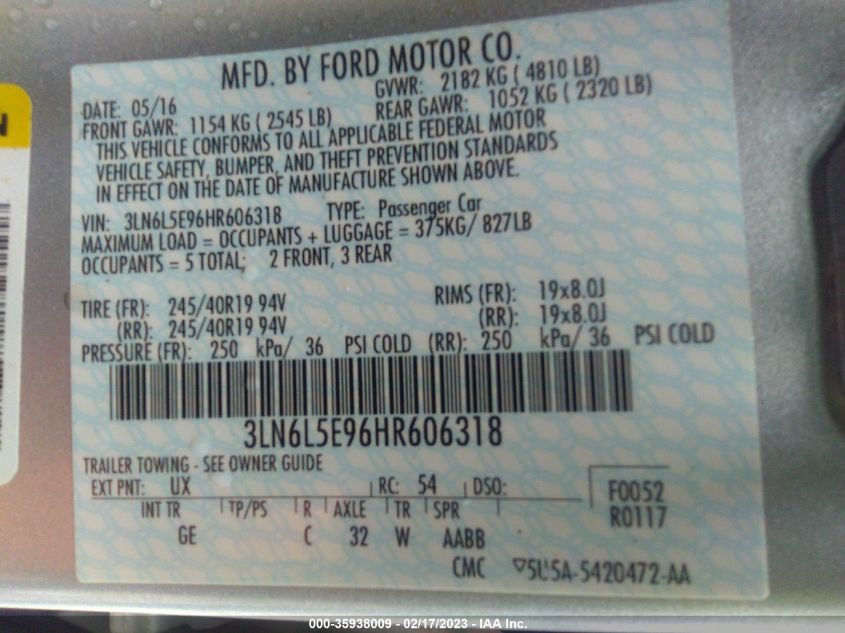 MFD. BY FORD MOTOR CO.
DATE: 05/16 GVWR: 2182 KG ( 4810 LB)
FRONT GAWR: 1154 KG ( 2545 LB) REAR GAWR: 1052 KG ( 2320 LB)
THIS VEHICLE CONFORMS TO ALL APPLICABLE FEDERAL MOTOR
VEHICLE SAFETY, BUMPER, AND THEFT PREVENTION STANDARDS
IN EFFECT ON THE DATE OF MANUFACTURE SHOWN ABOVE.
VIN: 3LN6L5E96HR606318 TYPE: Passenger Car
MAXIMUM LOAD = OCCUPANTS + LUGGAGE = 375KG/ 827LB
OCCUPANTS = 5 TOTAL; 2 FRONT, 3 REAR
TIRE (FR): 245/40R19 94V RIMS (FR): 19x8.0J
(RR): 245/40R19 94V (RR): 19x8.0J
PRESSURE (FR): 250 kPa/ 36 PSI COLD (RR): 250 kPa/ 36 PSI COLD
3LN6L5E96HR606318
TRAILER TOWING - SEE OWNER GUIDE
EXT PNT: UX RC: 54 DSO: F0052
INT TR TP/PS R AXLE TR SPR R0117
GE C 32 W AABB
CMC ▽5U5A-5420472-AA
000-35938009 - 02/17/2023 - IAA Inc.